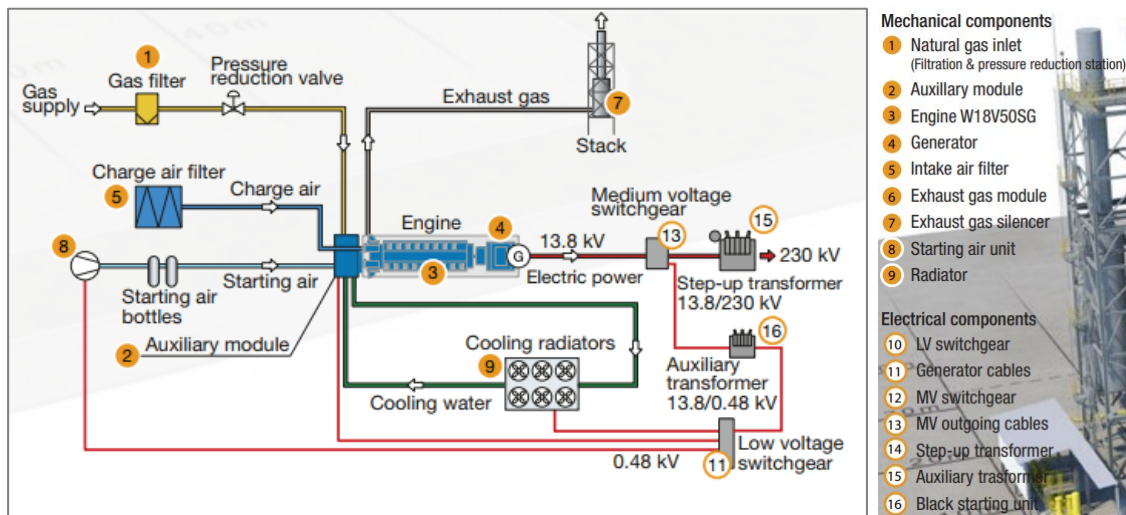 1
Gas filter
Pressure
reduction valve
Gas
supply
Exhaust gas
7
Stack
Charge air filter
5
Charge air
Medium voltage
switchgear
15
Engine
4
13
8
G
13.8 kV
230 kV
3
Electric power
Starting air
Starting air
bottles
Step-up transformer
13.8/230 kV
16
2
Auxiliary module
Cooling radiators
9
Auxiliary
transformer
13.8/0.48 kV
Cooling water
0.48 kV
11
Low voltage
switchgear
Mechanical components
1 Natural gas inlet
(Filtration & pressure reduction station)
2 Auxillary module
3 Engine W18V50SG
4 Generator
5 Intake air filter
6 Exhaust gas module
7 Exhaust gas silencer
8 Starting air unit
9 Radiator
Electrical components
10 LV switchgear
11 Generator cables
12 MV switchgear
13 MV outgoing cables
14 Step-up transformer
15 Auxiliary trasformer
16 Black starting unit